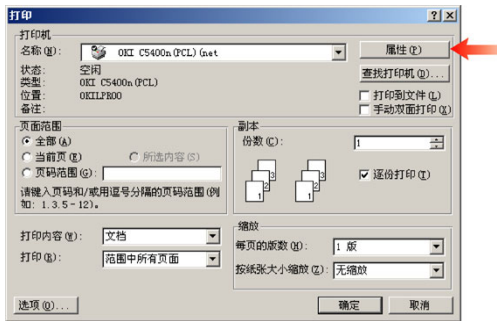 打印
打印机
名称(N): OKI C5400n(PCL)(net 属性(P)
状态: 空闲 查找打印机(D)...
类型: OKI C5400n(PCL)
位置: OKILPR00 打印到文件(L)
备注: 手动双面打印(X)
页面范围 副本
全部(A) 份数(C): 1
当前页(E) 所选内容(S)
页码范围(G): 逐份打印(T)
请键入页码和/或用逗号分隔的页码范围(例
如: 1.3.5-12)。
缩放
打印内容(W): 文档 每页的版数(H): 1 版
打印(R): 范围中所有页面 按纸张大小缩放(Z): 无缩放
选项(O)... 确定 取消